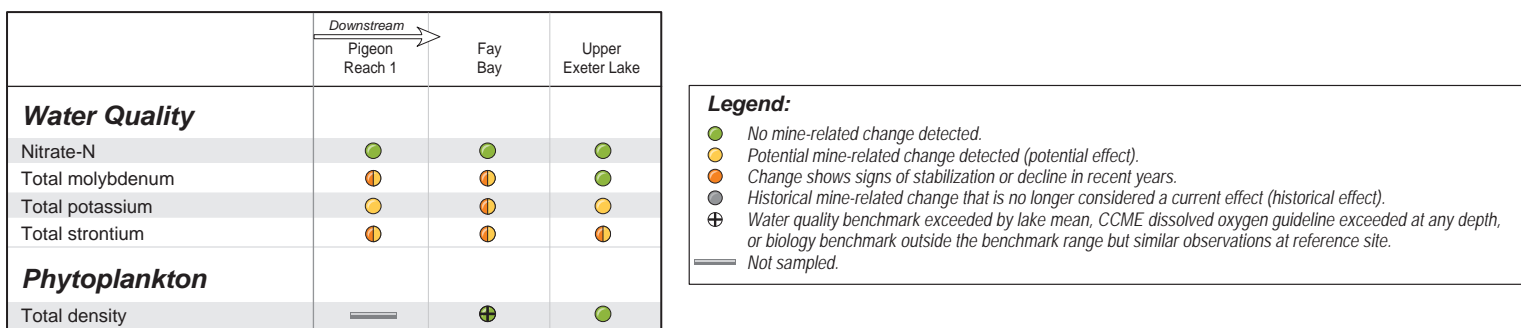 Downstream
Pigeon Reach 1
Fay Bay
Upper Exeter Lake
Water Quality
Nitrate-N
Total molybdenum
Total potassium
Total strontium
Phytoplankton
Total density
Legend:
No mine-related change detected.
Potential mine-related change detected (potential effect).
Change shows signs of stabilization or decline in recent years.
Historical mine-related change that is no longer considered a current effect (historical effect).
Water quality benchmark exceeded by lake mean, CCME dissolved oxygen guideline exceeded at any depth,
or biology benchmark outside the benchmark range but similar observations at reference site.
Not sampled.